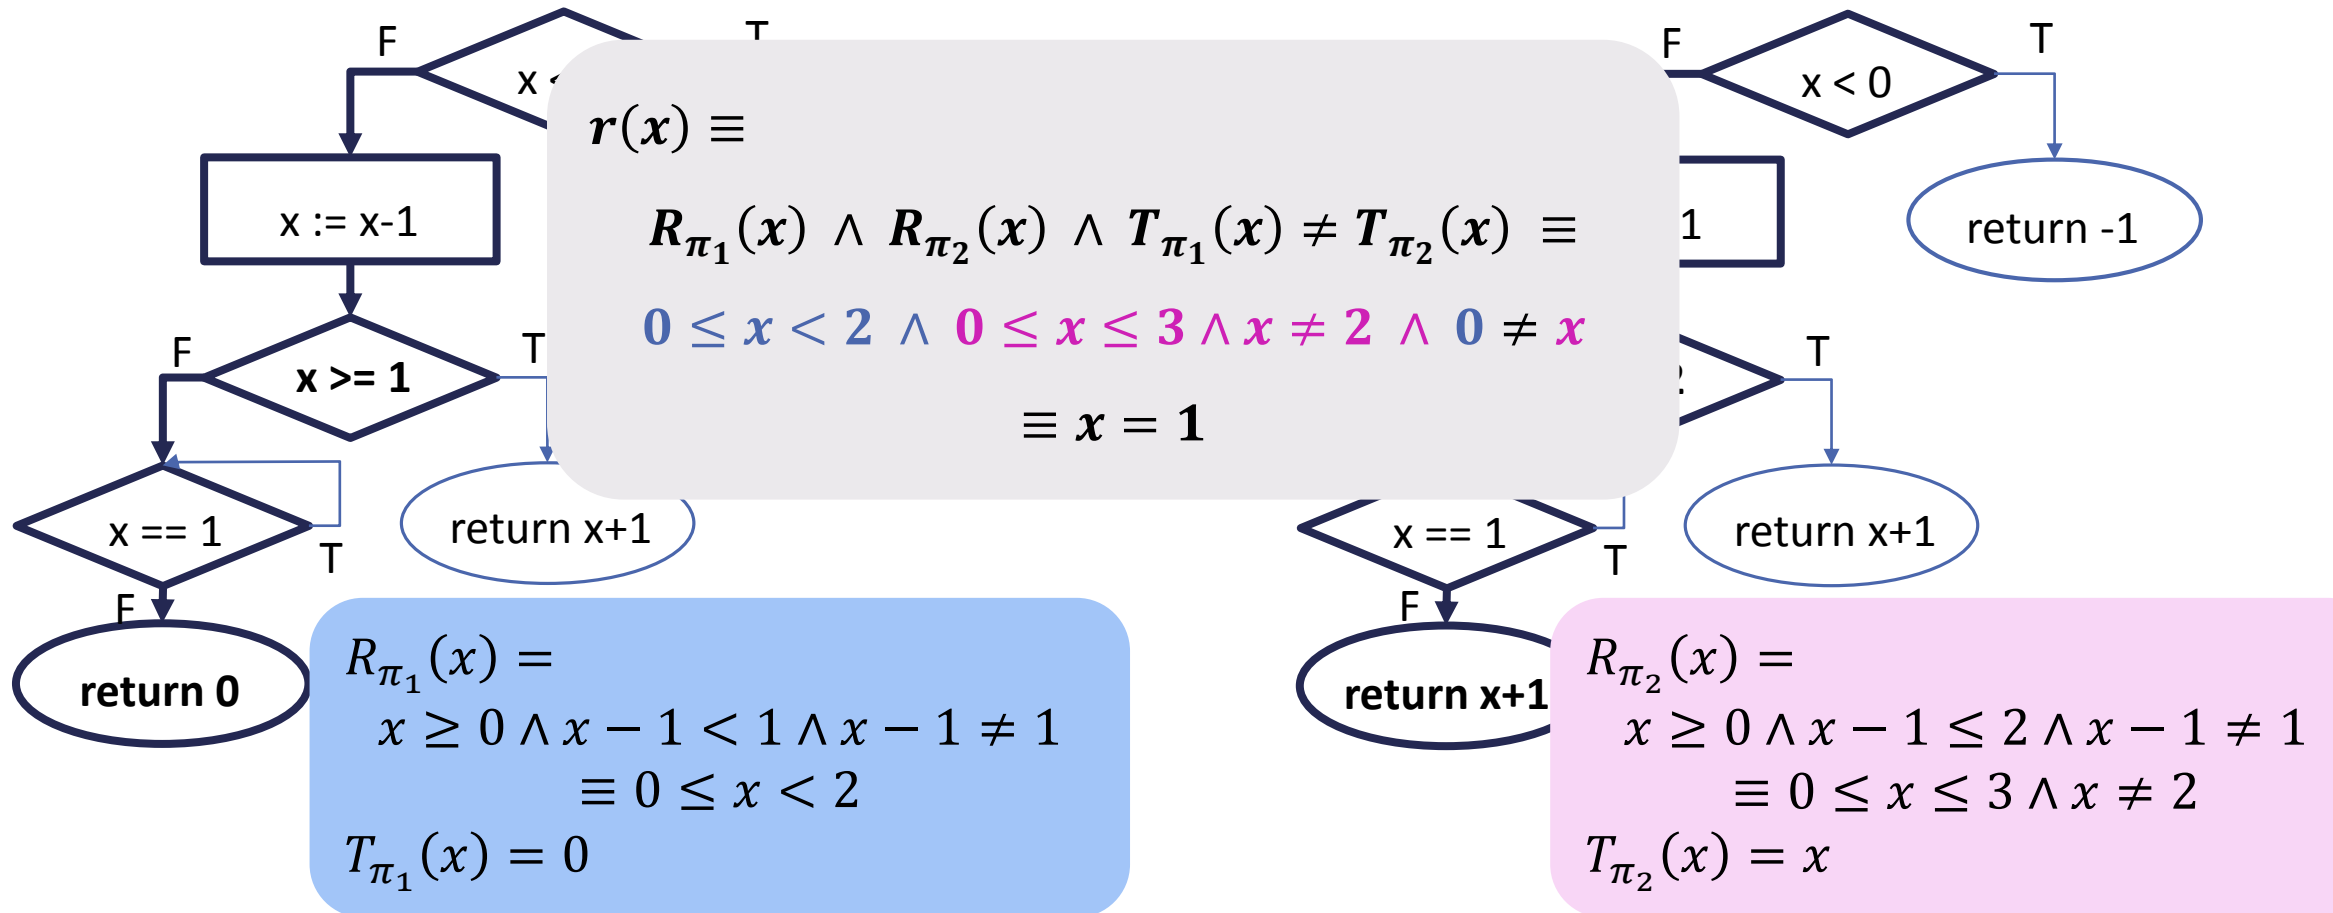 F
T
x <
x := x-1
F
T
x >= 1
x == 1
T
F
return 0
return x+1
r(x) ≡
R_{π_1}(x) ∧ R_{π_2}(x) ∧ T_{π_1}(x) ≠ T_{π_2}(x) ≡
0 ≤ x < 2 ∧ 0 ≤ x ≤ 3 ∧ x ≠ 2 ∧ 0 ≠ x
≡ x = 1
R_{π_1}(x) =
x ≥ 0 ∧ x − 1 < 1 ∧ x − 1 ≠ 1
≡ 0 ≤ x < 2
T_{π_1}(x) = 0
F
T
x < 0
return -1
1
T
x == 1
T
F
return x+1
return x+1
R_{π_2}(x) =
x ≥ 0 ∧ x − 1 ≤ 2 ∧ x − 1 ≠ 1
≡ 0 ≤ x ≤ 3 ∧ x ≠ 2
T_{π_2}(x) = x